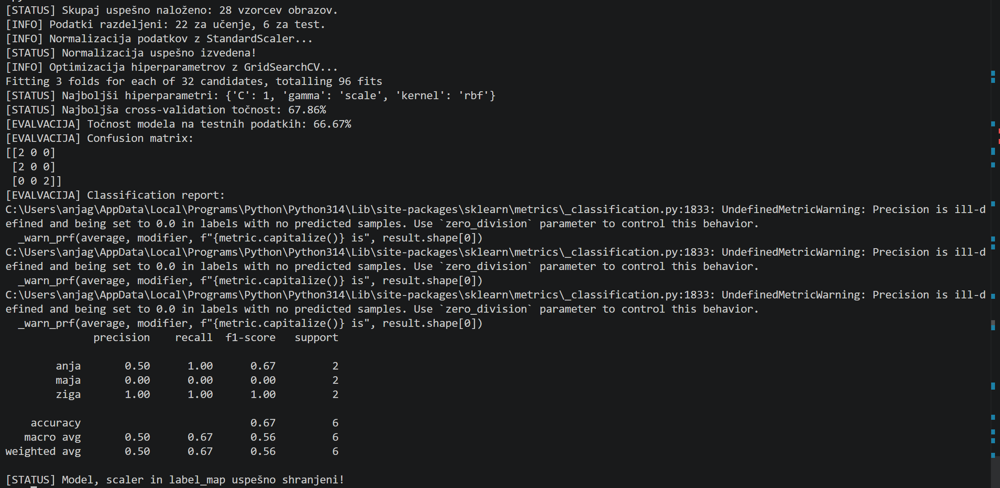 [STATUS] Skupaj uspešno naloženo: 28 vzorcev obrazov.
[INFO] Podatki razdeljeni: 22 za učenje, 6 za test.
[INFO] Normalizacija podatkov z StandardScaler...
[STATUS] Normalizacija uspešno izvedena!
[INFO] Optimizacija hiperparametrov z GridSearchCV...
Fitting 3 folds for each of 32 candidates, totalling 96 fits
[STATUS] Najboljši hiperparametri: {'C': 1, 'gamma': 'scale', 'kernel': 'rbf'}
[STATUS] Najboljša cross-validation točnost: 67.86%
[EVALVACIJA] Točnost modela na testnih podatkih: 66.67%
[EVALVACIJA] Confusion matrix:
[[2 0 0]
 [2 0 0]
 [0 0 2]]
[EVALVACIJA] Classification report:
C:\Users\anjag\AppData\Local\Programs\Python\Python314\Lib\site-packages\sklearn\metrics\_classification.py:1833: UndefinedMetricWarning: Precision is ill-d
efined and being set to 0.0 in labels with no predicted samples. Use `zero_division` parameter to control this behavior.
  _warn_prf(average, modifier, f"{metric.capitalize()} is", result.shape[0])
C:\Users\anjag\AppData\Local\Programs\Python\Python314\Lib\site-packages\sklearn\metrics\_classification.py:1833: UndefinedMetricWarning: Precision is ill-d
efined and being set to 0.0 in labels with no predicted samples. Use `zero_division` parameter to control this behavior.
  _warn_prf(average, modifier, f"{metric.capitalize()} is", result.shape[0])
C:\Users\anjag\AppData\Local\Programs\Python\Python314\Lib\site-packages\sklearn\metrics\_classification.py:1833: UndefinedMetricWarning: Precision is ill-d
efined and being set to 0.0 in labels with no predicted samples. Use `zero_division` parameter to control this behavior.
  _warn_prf(average, modifier, f"{metric.capitalize()} is", result.shape[0])
              precision    recall  f1-score   support

        anja       0.50      1.00      0.67         2
        maja       0.00      0.00      0.00         2
        ziga       1.00      1.00      1.00         2

    accuracy                           0.67         6
   macro avg       0.50      0.67      0.56         6
weighted avg       0.50      0.67      0.56         6

[STATUS] Model, scaler in label_map uspešno shranjeni!